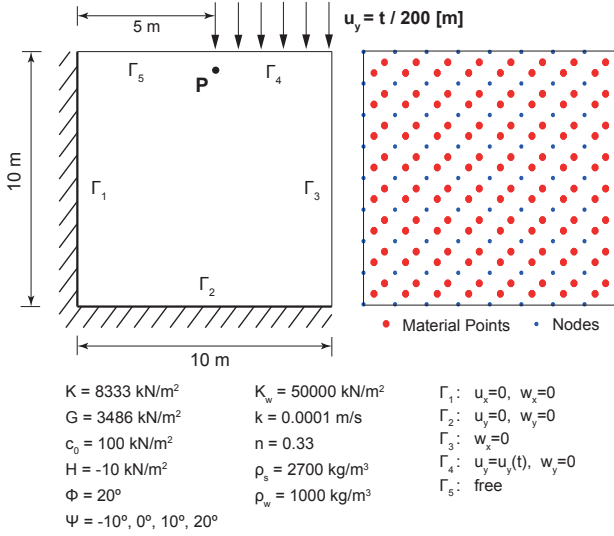 5 m
u_y = t / 200 [m]
Γ₅
P
Γ₄
10 m
Γ₁
Γ₃
Γ₂
10 m
Material Points
Nodes
K = 8333 kN/m²
G = 3486 kN/m²
c₀ = 100 kN/m²
H = -10 kN/m²
Φ = 20º
Ψ = -10º, 0º, 10º, 20º
K_w = 50000 kN/m²
k = 0.0001 m/s
n = 0.33
ρ_s = 2700 kg/m³
ρ_w = 1000 kg/m³
Γ₁: u_x=0, w_x=0
Γ₂: u_y=0, w_y=0
Γ₃: w_x=0
Γ₄: u_y=u_y(t), w_y=0
Γ₅: free